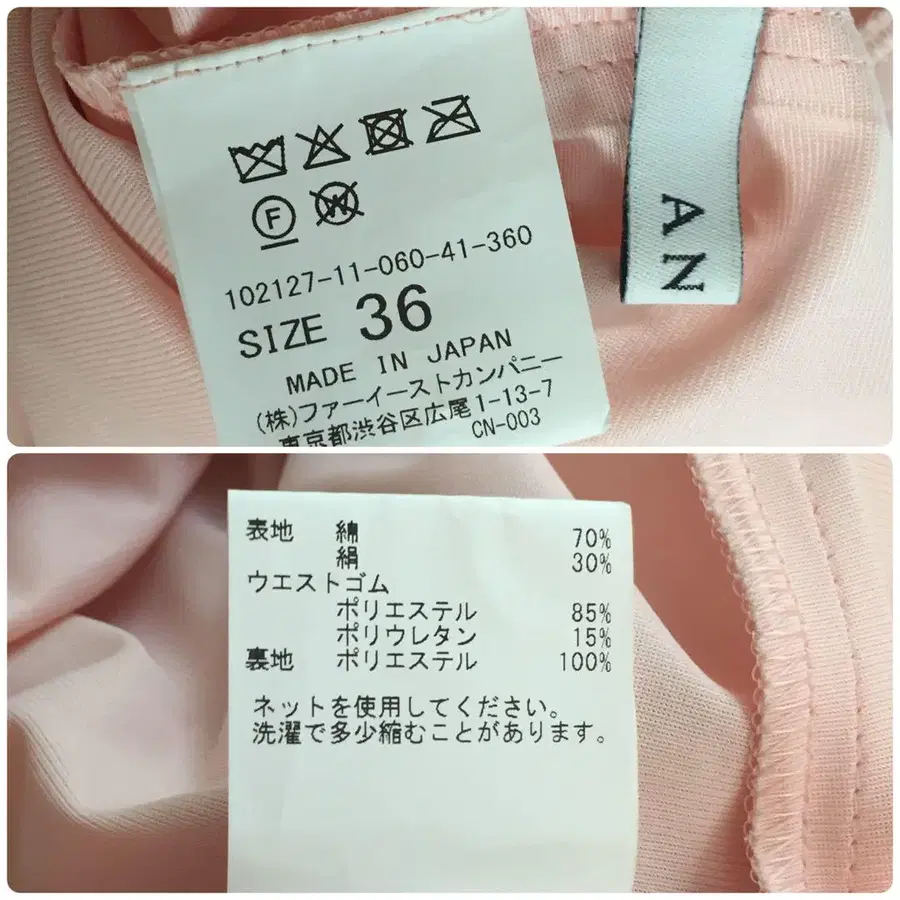 F
W
102127-11-060-41-360
SIZE 36
MADE IN JAPAN
(株)ファーイーストカンパニー
東京都渋谷区広尾1-13-7
CN-003
AN
表地 綿 70%
絹 30%
ウエストゴム
ポリエステル 85%
ポリウレタン 15%
裏地 ポリエステル 100%
ネットを使用してください。
洗濯で多少縮むことがあります。